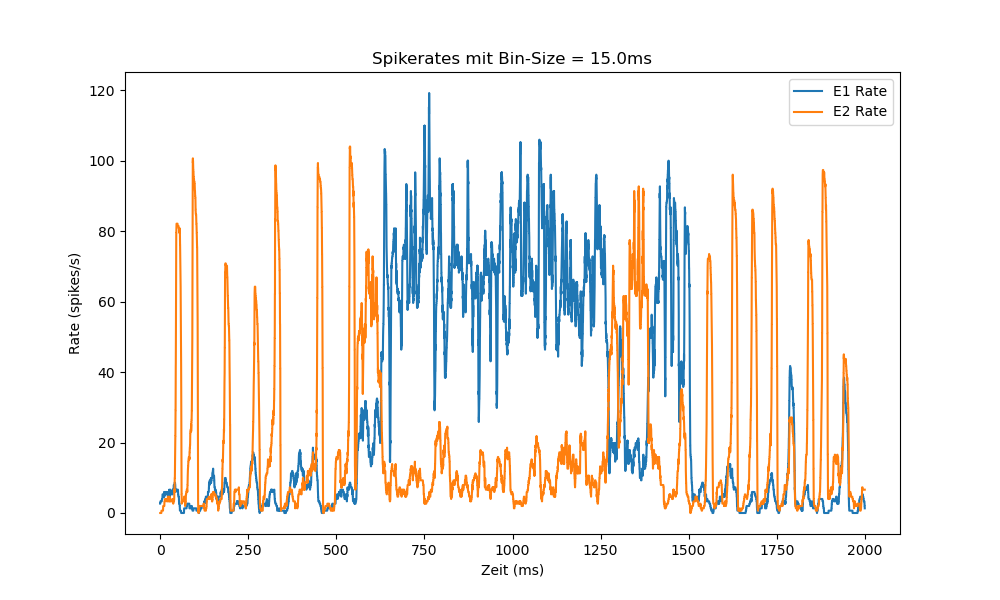 Spikerates mit Bin-Size = 15.0ms
E1 Rate
E2 Rate
120
100
80
60
40
20
0
Rate (spikes/s)
0 250 500 750 1000 1250 1500 1750 2000
Zeit (ms)